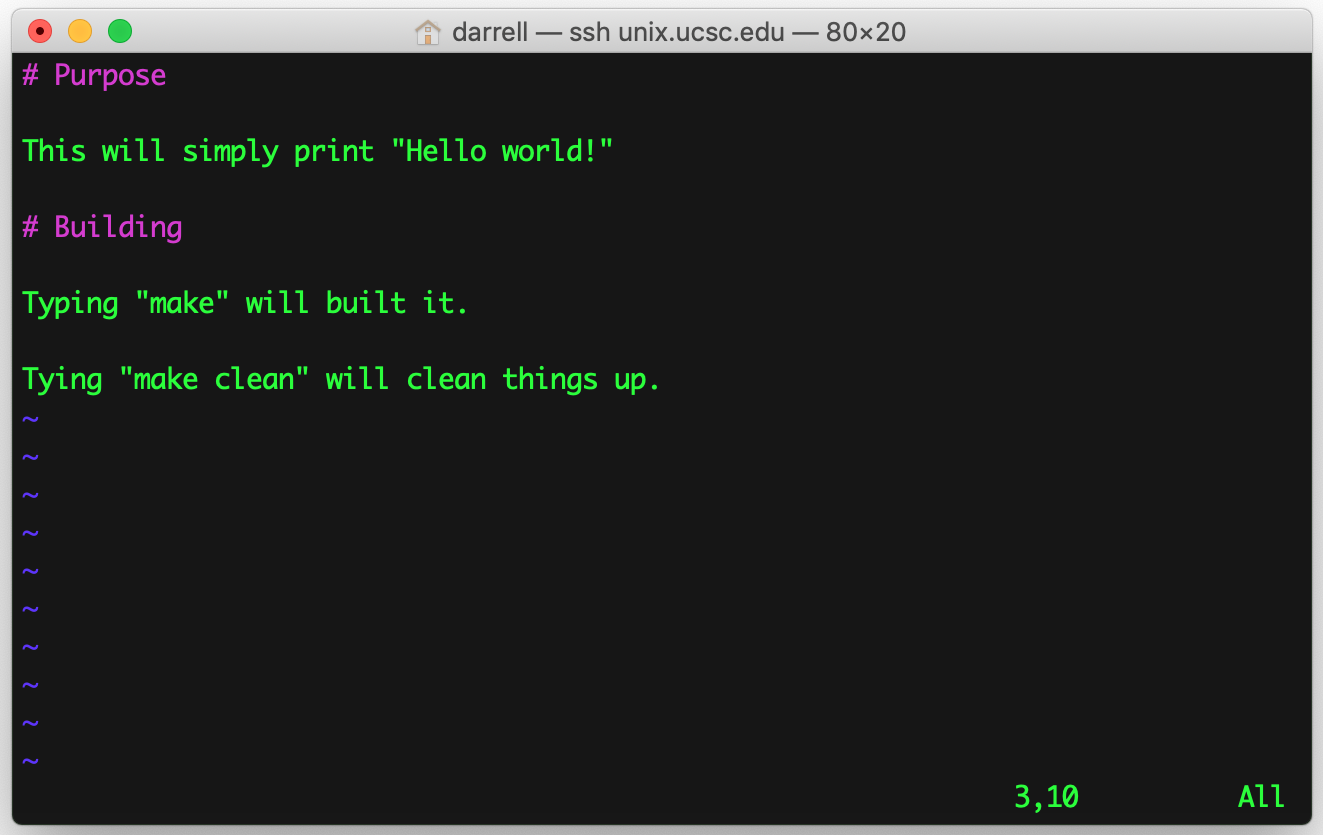 darrell — ssh unix.ucsc.edu — 80×20
# Purpose
This will simply print "Hello world!"
# Building
Typing "make" will built it.
Tying "make clean" will clean things up.
~
~
~
~
~
~
~
~
~
~
3,10 All